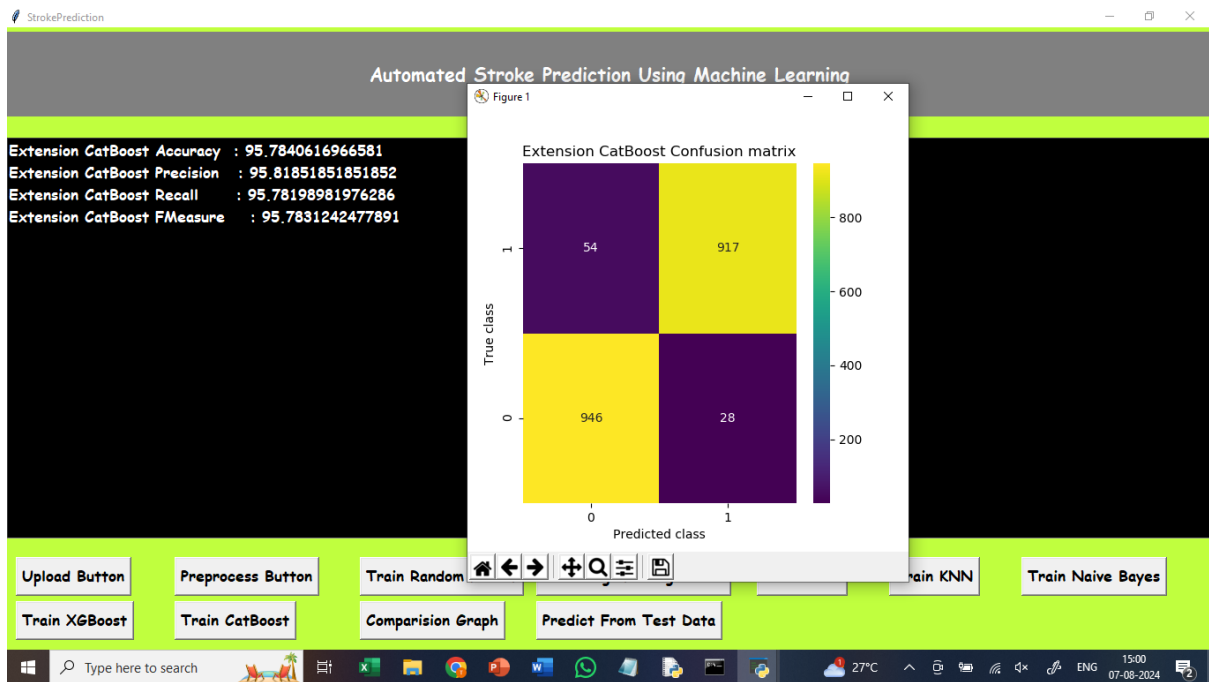 StrokePrediction
Automated Stroke Prediction Using Machine Learning
Figure 1
Extension CatBoost Accuracy : 95.7840616966581
Extension CatBoost Precision : 95.81851851851852
Extension CatBoost Recall : 95.78198981976286
Extension CatBoost FMeasure : 95.7831242477891
Extension CatBoost Confusion matrix
True class
1
54
917
0
946
28
0
1
Predicted class
800
600
400
200
Upload Button
Preprocess Button
Train Random
rain KNN
Train Naive Bayes
Train XGBoost
Train CatBoost
Comparision Graph
Predict From Test Data
Type here to search
27°C
ENG
15:00
07-08-2024
2